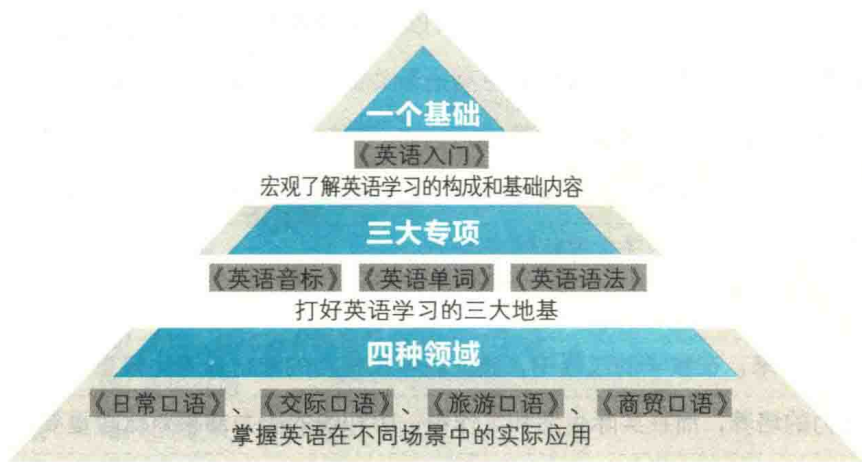 一个基础
《英语入门》
宏观了解英语学习的构成和基础内容
三大专项
《英语音标》 《英语单词》 《英语语法》
打好英语学习的三大地基
四种领域
《日常口语》、《交际口语》、《旅游口语》、《商贸口语》
掌握英语在不同场景中的实际应用